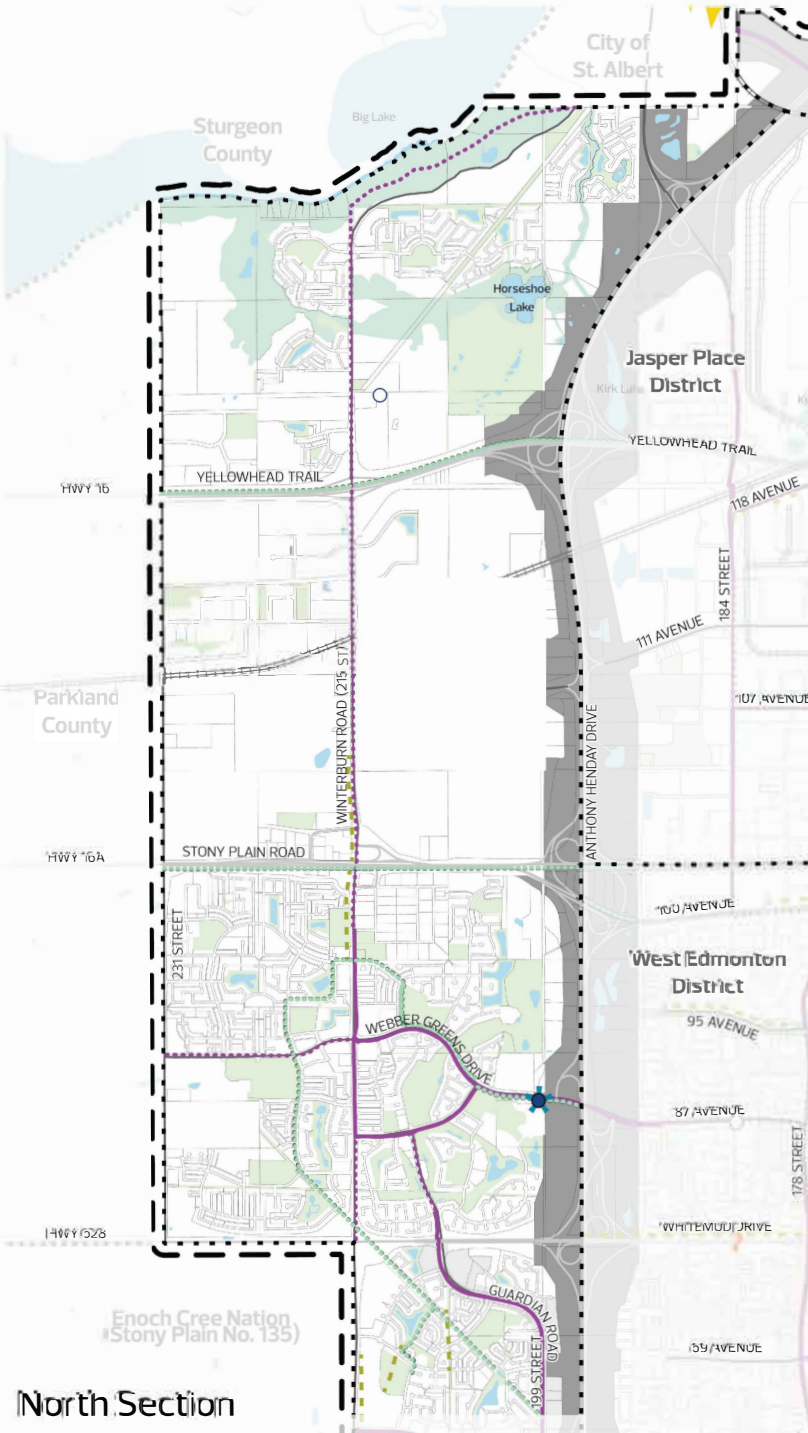 City of
St. Albert
Big Lake
Sturgeon
County
Horseshoe
Lake
Jasper Place
District
Kirk Lake
YELLOWHEAD TRAIL
YELLOWHEAD TRAIL
HWY 16
118 AVENUE
184 STREET
111 AVENUE
WINTERBURN ROAD (215 ST)
Parkland
County
107 AVENUE
ANTHONY HENDAY DRIVE
STONY PLAIN ROAD
HWY 16A
100 AVENUE
231 STREET
West Edmonton
District
95 AVENUE
WEBBER GREENS DRIVE
87 AVENUE
178 STREET
WHITEMUD DRIVE
HWY 628
GUARDIAN ROAD
Enoch Cree Nation
(Stony Plain No. 135)
199 STREET
69 AVENUE
North Section